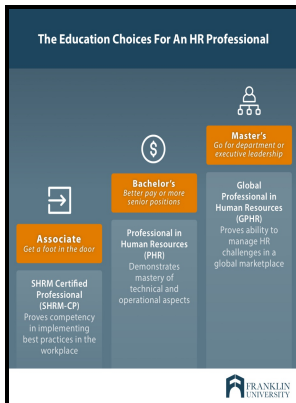 The Education Choices For An HR Professional
Master's
Go for department or
executive leadership
Bachelor's
Better pay or more
senior positions
Associate
Get a foot in the door
Global
Professional in
Human Resources
(GPHR)
Proves ability to
manage HR
challenges in a
global marketplace
Professional in
Human Resources
(PHR)
Demonstrates
mastery of
technical and
operational aspects
SHRM Certified
Professional
(SHRM-CP)
Proves competency
in implementing
best practices in the
workplace
FRANKLIN
UNIVERSITY